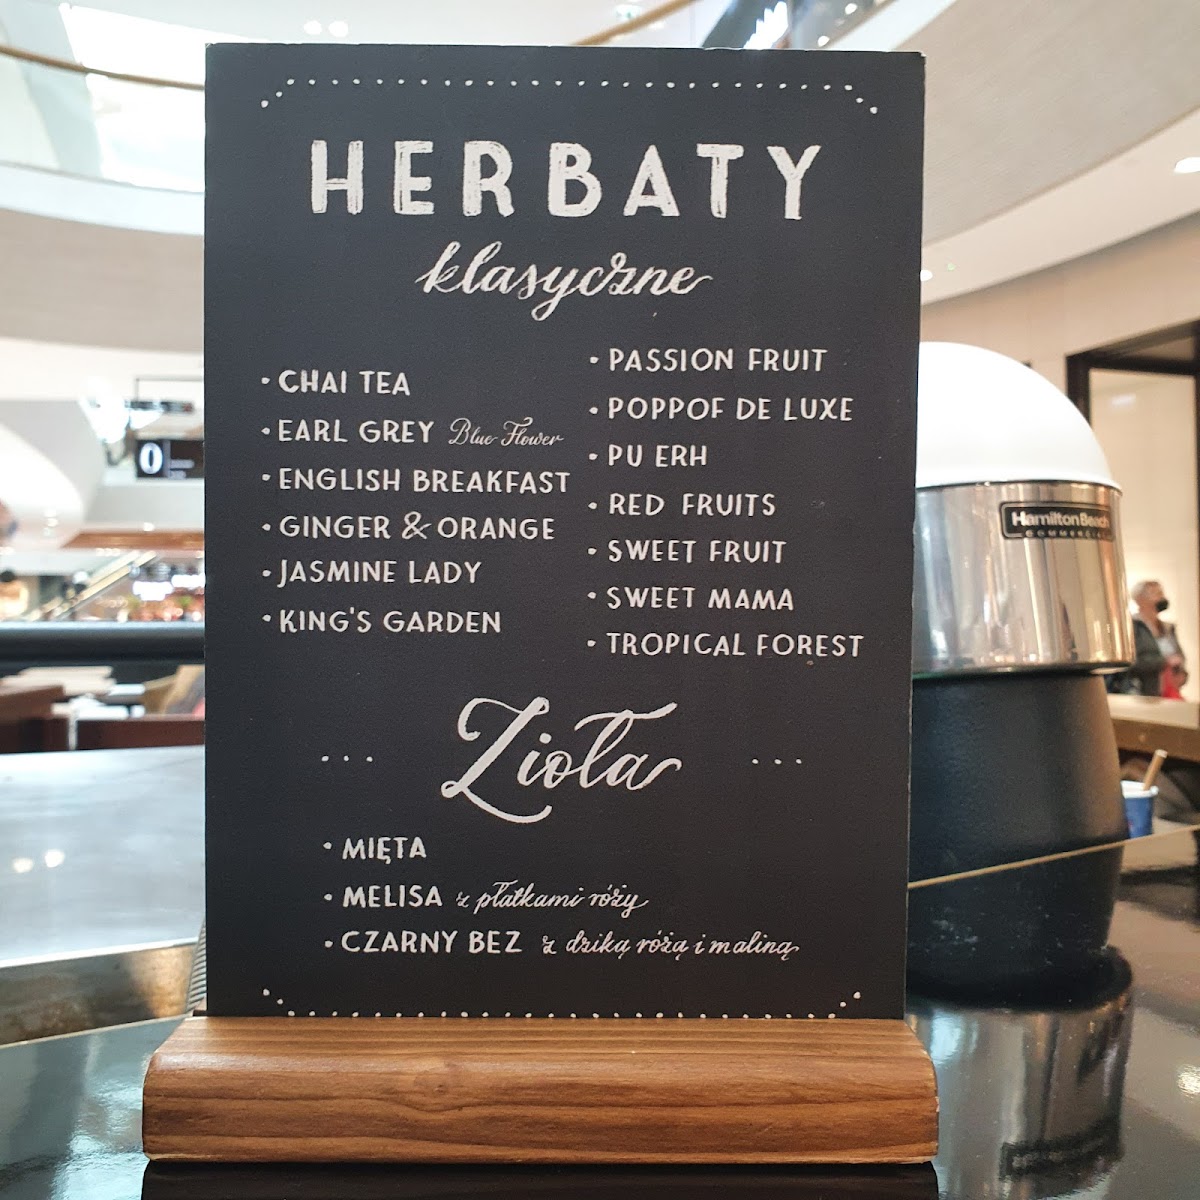 HERBATY
klasyczne
• CHAI TEA
• EARL GREY Blue Flower
• ENGLISH BREAKFAST
• GINGER & ORANGE
• JASMINE LADY
• KING'S GARDEN
• PASSION FRUIT
• POPPOF DE LUXE
• PU ERH
• RED FRUITS
• SWEET FRUIT
• SWEET MAMA
• TROPICAL FOREST
... Zioła ...
• MIĘTA
• MELISA z płatkami róży
• CZARNY BEZ z dziką różą i maliną
Hamilton Beach
COMMERCIAL
0